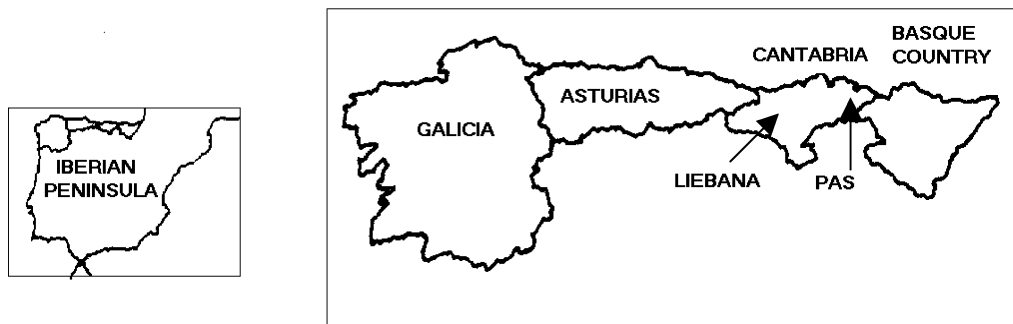 IBERIAN
PENINSULA
GALICIA
ASTURIAS
CANTABRIA
BASQUE
COUNTRY
LIEBANA
PAS